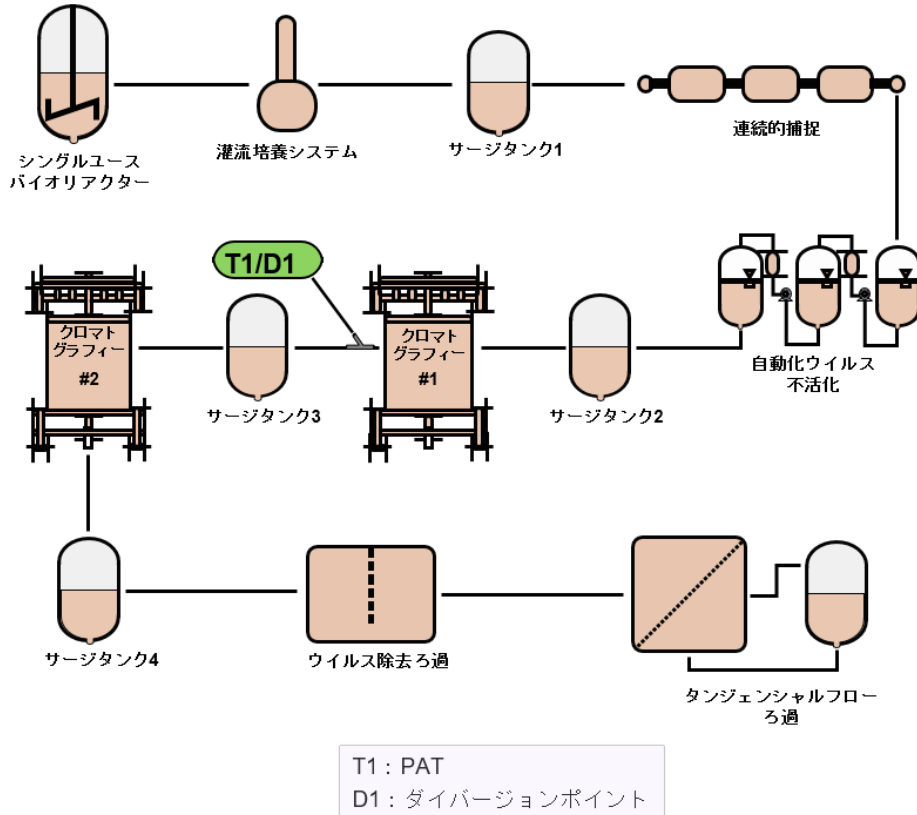 シングルユース
バイオリアクター
灌流培養システム
サージタンク1
連続的捕捉
T1/D1
クロマト
グラフィー
#2
サージタンク3
クロマト
グラフィー
#1
サージタンク2
自動化ウイルス
不活化
サージタンク4
ウイルス除去ろ過
タンジェンシャルフロー
ろ過
T1：PAT
D1：ダイバージョンポイント